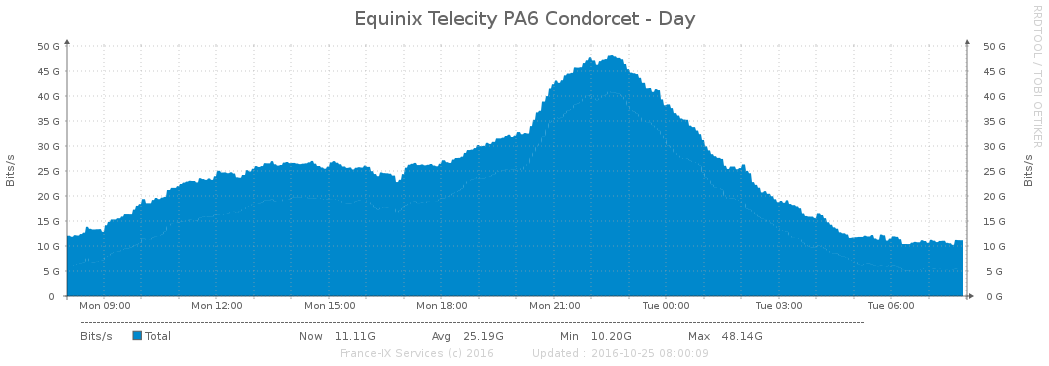 Equinix Telecity PA6 Condorcet - Day
RRDTOOL / TOBI OETIKER
Bits/s
50 G
45 G
40 G
35 G
30 G
25 G
20 G
15 G
10 G
5 G
0
50 G
45 G
40 G
35 G
30 G
25 G
20 G
15 G
10 G
5 G
0 G
Bits/s
Mon 09:00 Mon 12:00 Mon 15:00 Mon 18:00 Mon 21:00 Tue 00:00 Tue 03:00 Tue 06:00
Bits/s Total Now 11.11G Avg 25.19G Min 10.20G Max 48.14G
France-IX Services (c) 2016 Updated : 2016-10-25 08:00:09